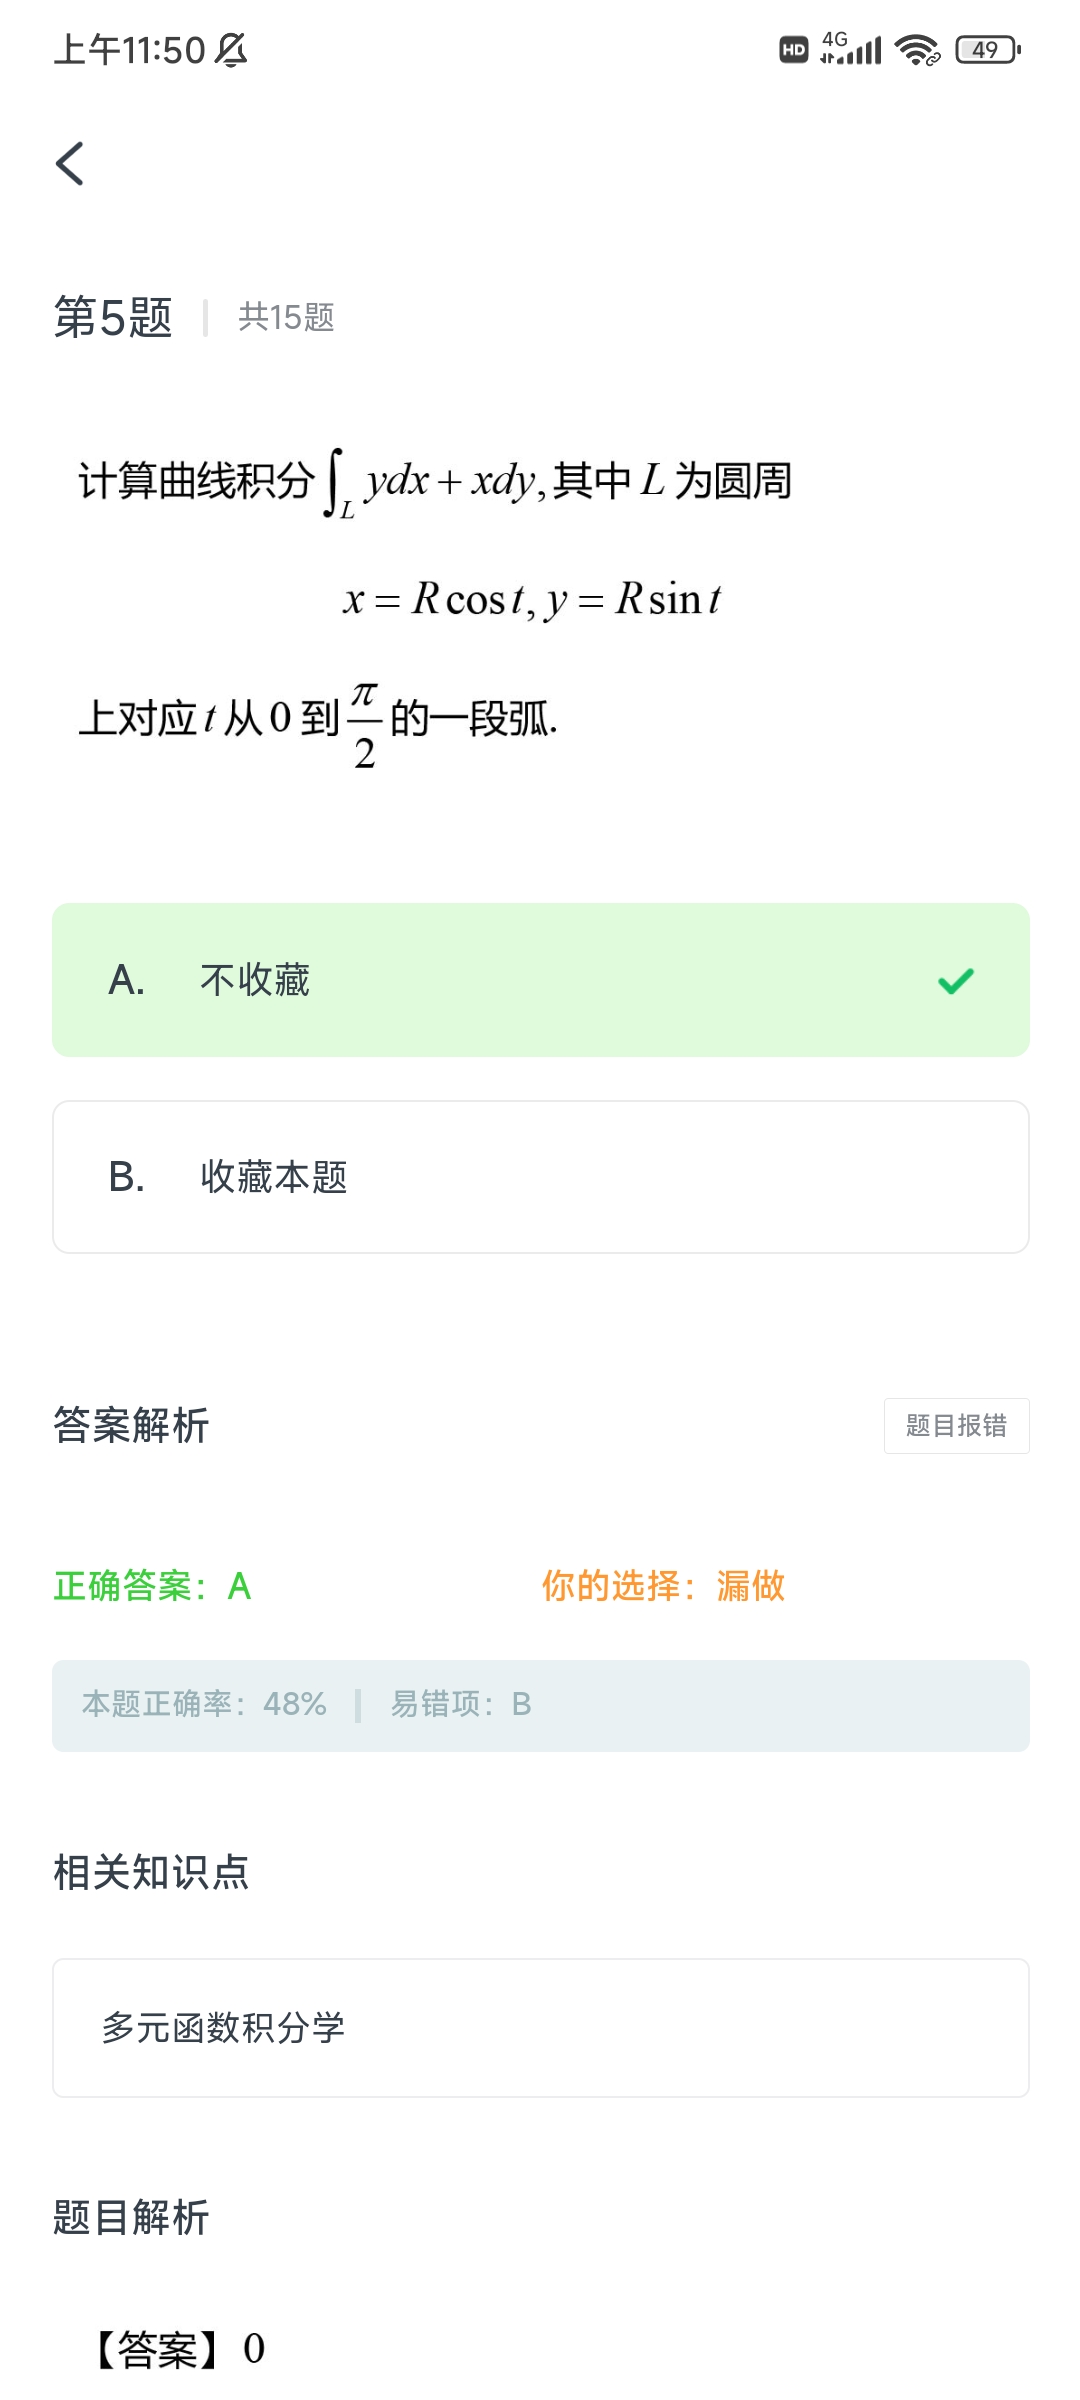 上午11:50
HD 4G 49
第5题 共15题
计算曲线积分∫_L ydx + xdy,其中 L 为圆周
x = R cos t, y = R sin t
上对应 t 从 0 到 π/2 的一段弧.
A. 不收藏
B. 收藏本题
答案解析 题目报错
正确答案：A 你的选择：漏做
本题正确率：48% 易错项：B
相关知识点
多元函数积分学
题目解析
【答案】0